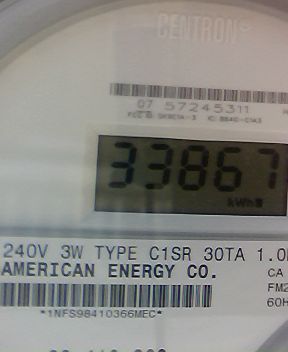 CENTRON®
07 57245311
33867
kWh
240V 3W TYPE C1SR 30TA 1.0
AMERICAN ENERGY CO.
CA
FM2
60H
*1NFS98410366MEC*